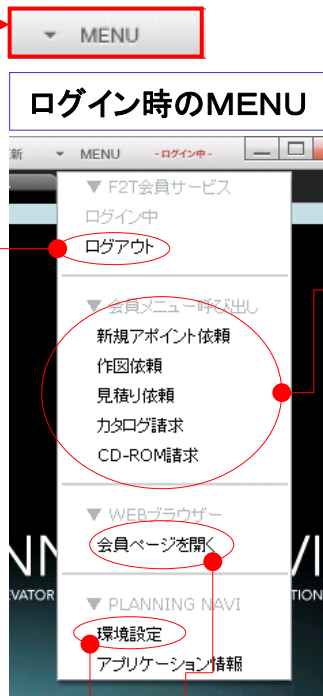 MENU
ログイン時のMENU
新 MENU -ログイン中-
▼ F2T会員サービス
ログイン中
ログアウト
▼ 会員メニュー呼び出し
新規アポイント依頼
作図依頼
見積り依頼
カタログ請求
CD-ROM請求
▼ WEBブラウザー
会員ページを開く
▼ PLANNING NAVI
環境設定
アプリケーション情報
NN
VI
VATOR
TION